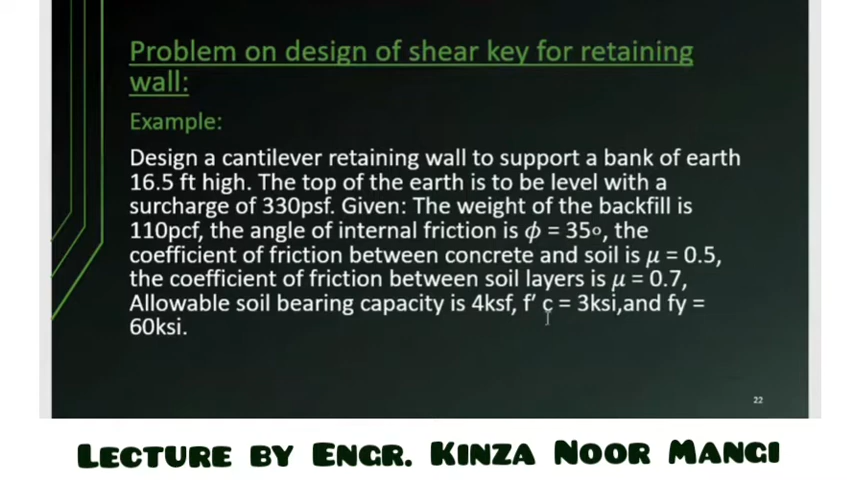 Problem on design of shear key for retaining
wall:
Example:
Design a cantilever retaining wall to support a bank of earth
16.5 ft high. The top of the earth is to be level with a
surcharge of 330psf. Given: The weight of the backfill is
110pcf, the angle of internal friction is ϕ = 35o, the
coefficient of friction between concrete and soil is μ = 0.5,
the coefficient of friction between soil layers is μ = 0.7,
Allowable soil bearing capacity is 4ksf, f’ c = 3ksi,and fy =
60ksi.
22
Lecture by Engr. Kinza Noor Mangi